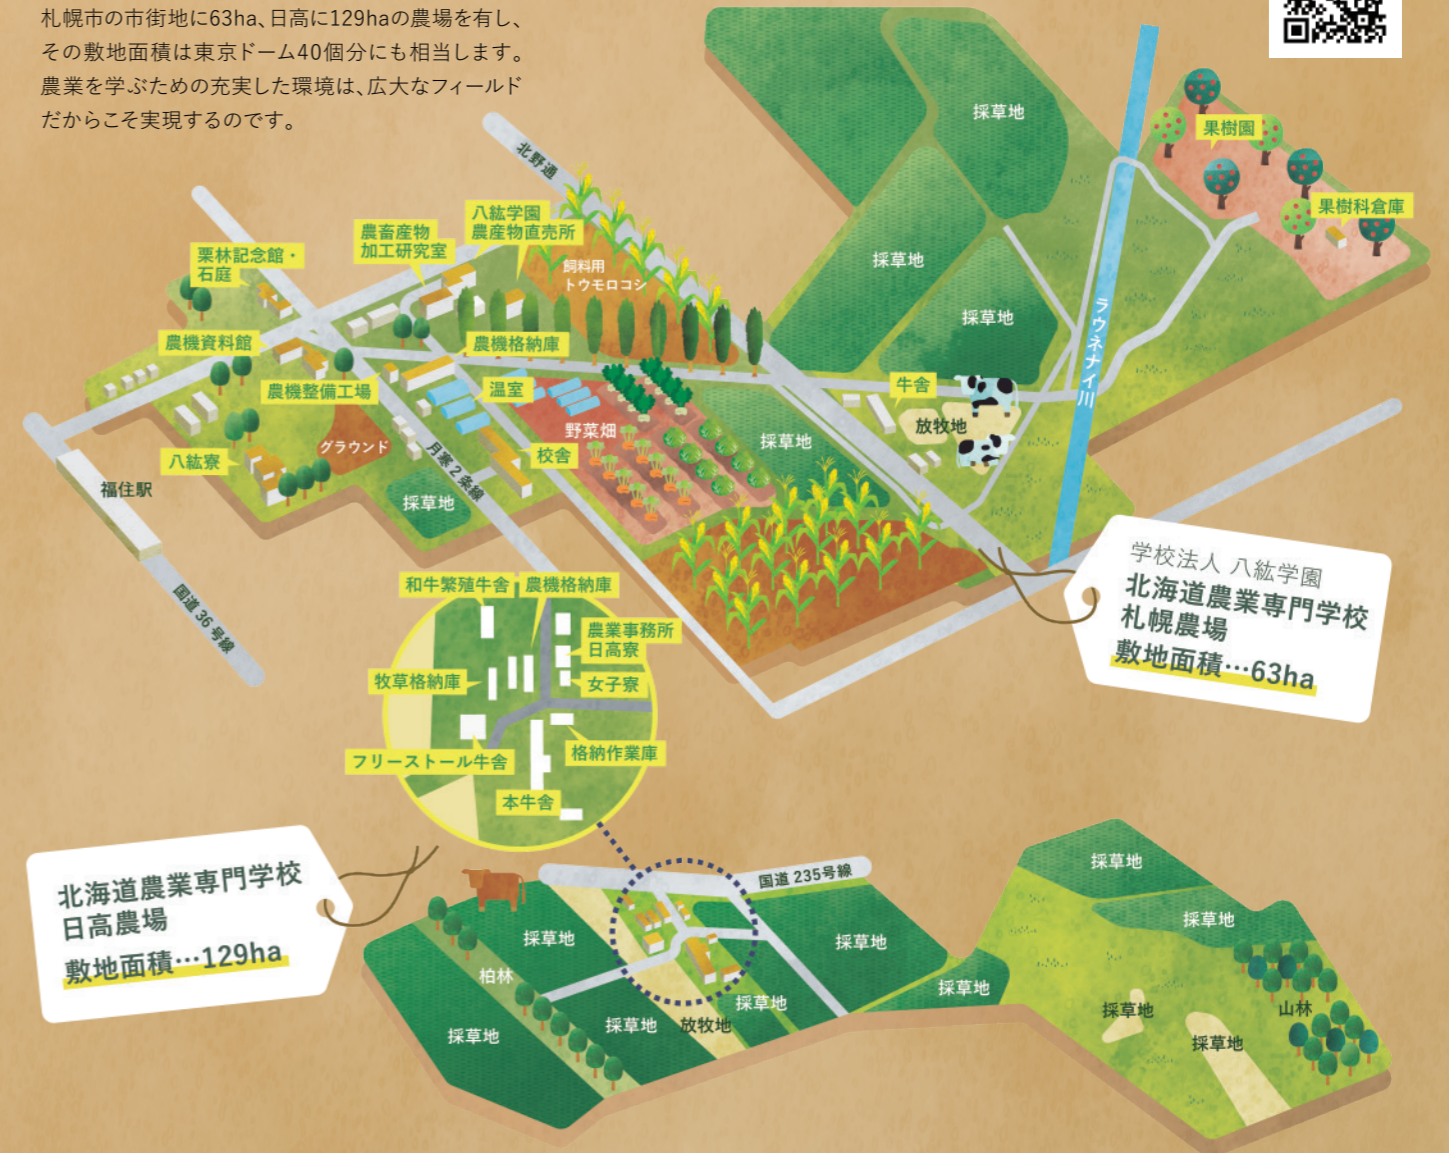 札幌市の市街地に63ha、日高に129haの農場を有し、
その敷地面積は東京ドーム40個分にも相当します。
農業を学ぶための充実した環境は、広大なフィールド
だからこそ実現するのです。
北野通
採草地
果樹園
果樹科倉庫
八紘学園
農産物直売所
農畜産物
加工研究室
栗林記念館・
石庭
飼料用
トウモロコシ
採草地
採草地
ラウネナイ川
農機資料館
農機格納庫
農機整備工場
温室
牛舎
放牧地
野菜畑
採草地
グラウンド
月寒2条線
校舎
八紘寮
福住駅
採草地
国道36号線
学校法人 八紘学園
北海道農業専門学校
札幌農場
敷地面積…63ha
和牛繁殖牛舎
農機格納庫
農業事務所
日高寮
牧草格納庫
女子寮
フリーストール牛舎
格納作業庫
本牛舎
北海道農業専門学校
日高農場
敷地面積…129ha
国道235号線
採草地
採草地
採草地
採草地
柏林
採草地
採草地
採草地
採草地
放牧地
採草地
採草地
山林
採草地